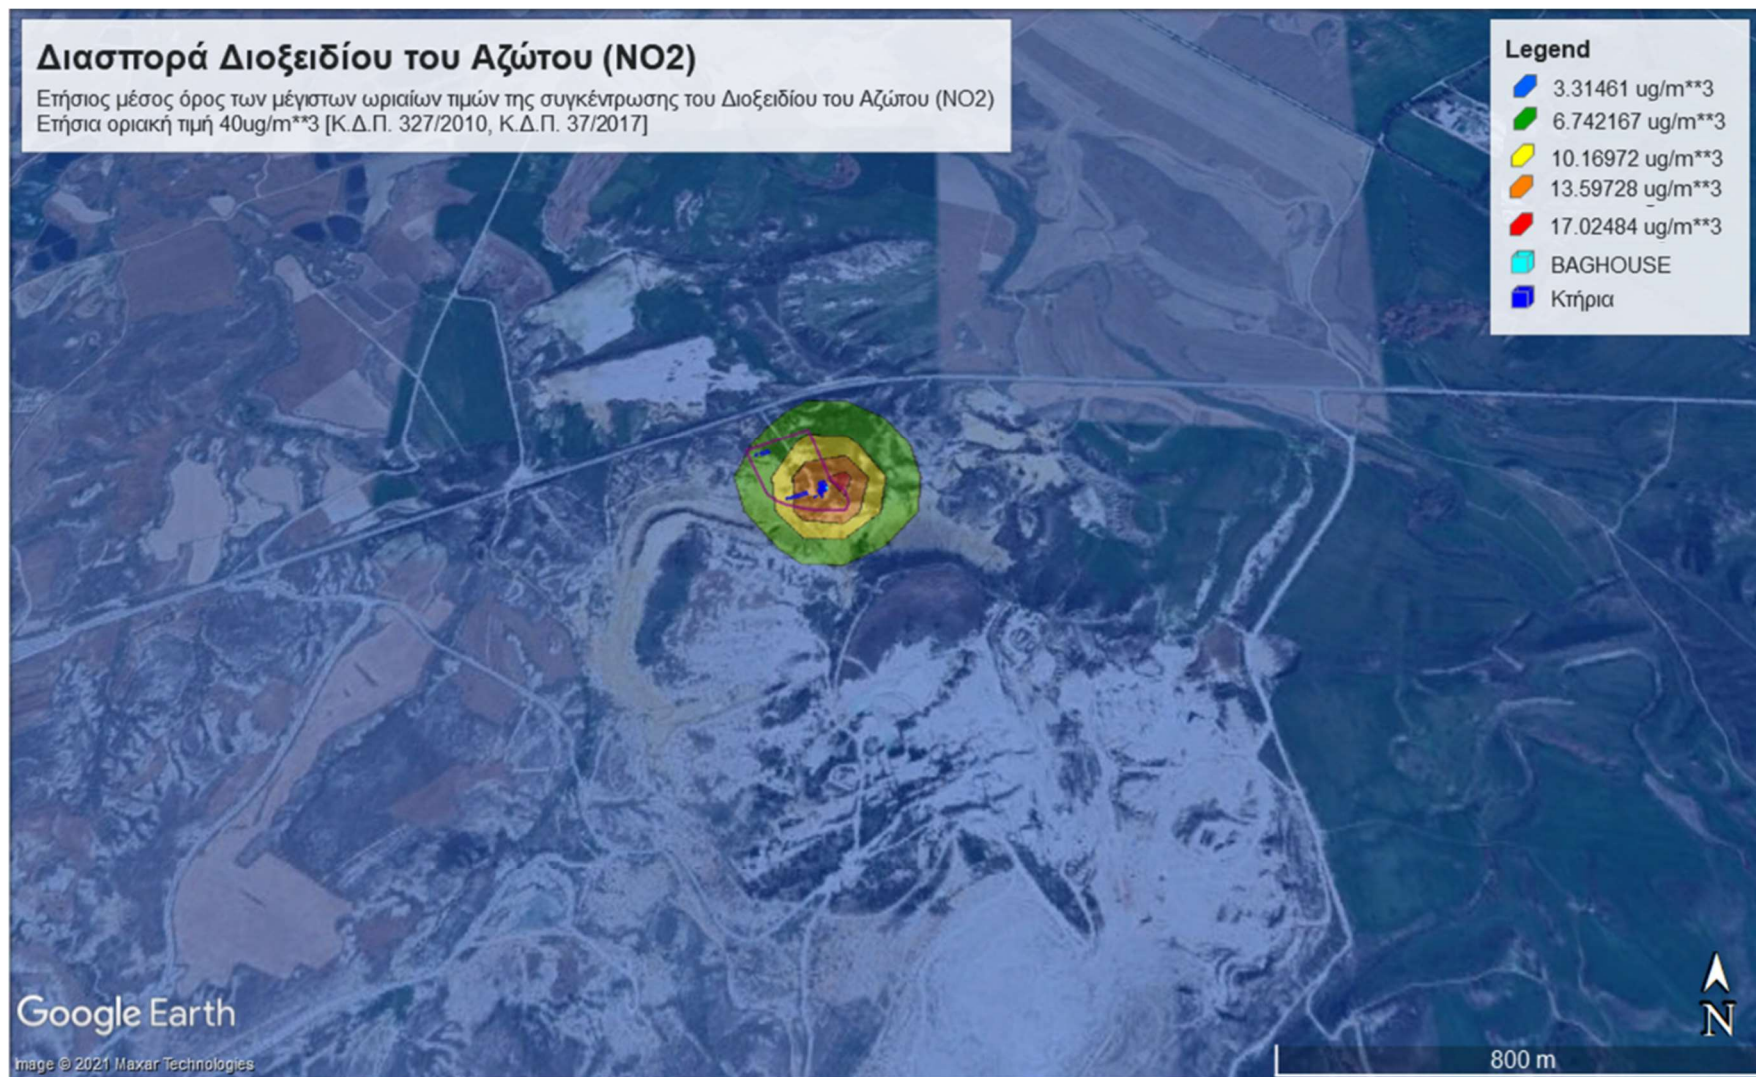 Διασπορά Διοξειδίου του Αζώτου (NO2)
Ετήσιος μέσος όρος των μέγιστων ωριαίων τιμών της συγκέντρωσης του Διοξειδίου του Αζώτου (NO2)
Ετήσια οριακή τιμή 40ug/m**3 [Κ.Δ.Π. 327/2010, Κ.Δ.Π. 37/2017]
Legend
3.31461 ug/m**3
6.742167 ug/m**3
10.16972 ug/m**3
13.59728 ug/m**3
17.02484 ug/m**3
BAGHOUSE
Κτήρια
Google Earth
mage © 2021 Maxar Technologies
N
800 m